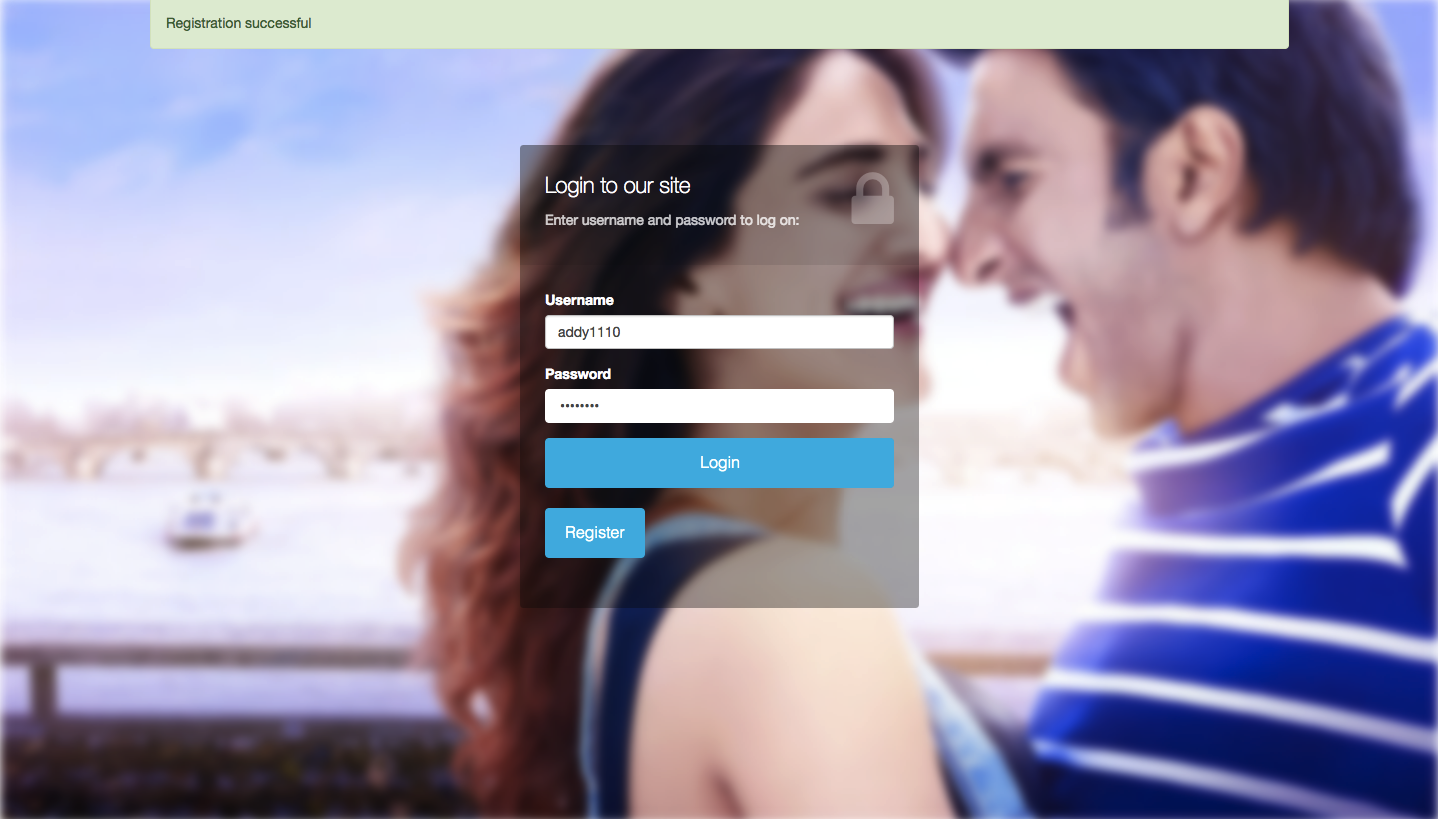 Registration successful
Login to our site
Enter username and password to log on:
Username
addy1110
Password
••••••••
Login
Register